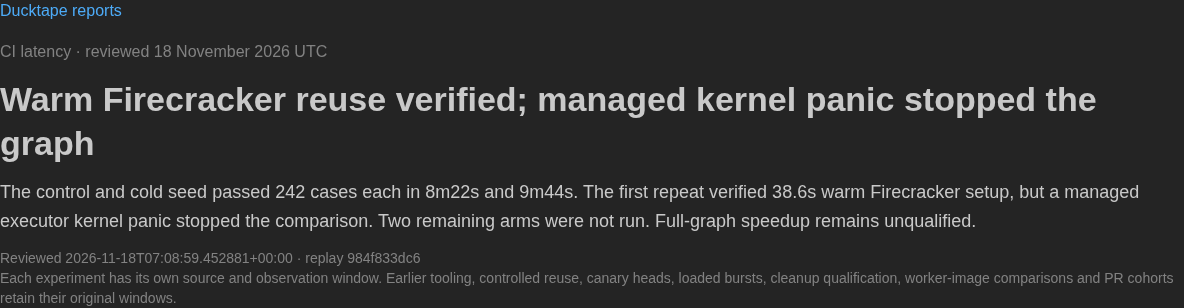 Ducktape reports
CI latency · reviewed 18 November 2026 UTC
Warm Firecracker reuse verified; managed kernel panic stopped the
graph
The control and cold seed passed 242 cases each in 8m22s and 9m44s. The first repeat verified 38.6s warm Firecracker setup, but a managed
executor kernel panic stopped the comparison. Two remaining arms were not run. Full-graph speedup remains unqualified.
Reviewed 2026-11-18T07:08:59.452881+00:00 · replay 984f833dc6
Each experiment has its own source and observation window. Earlier tooling, controlled reuse, canary heads, loaded bursts, cleanup qualification, worker-image comparisons and PR cohorts
retain their original windows.